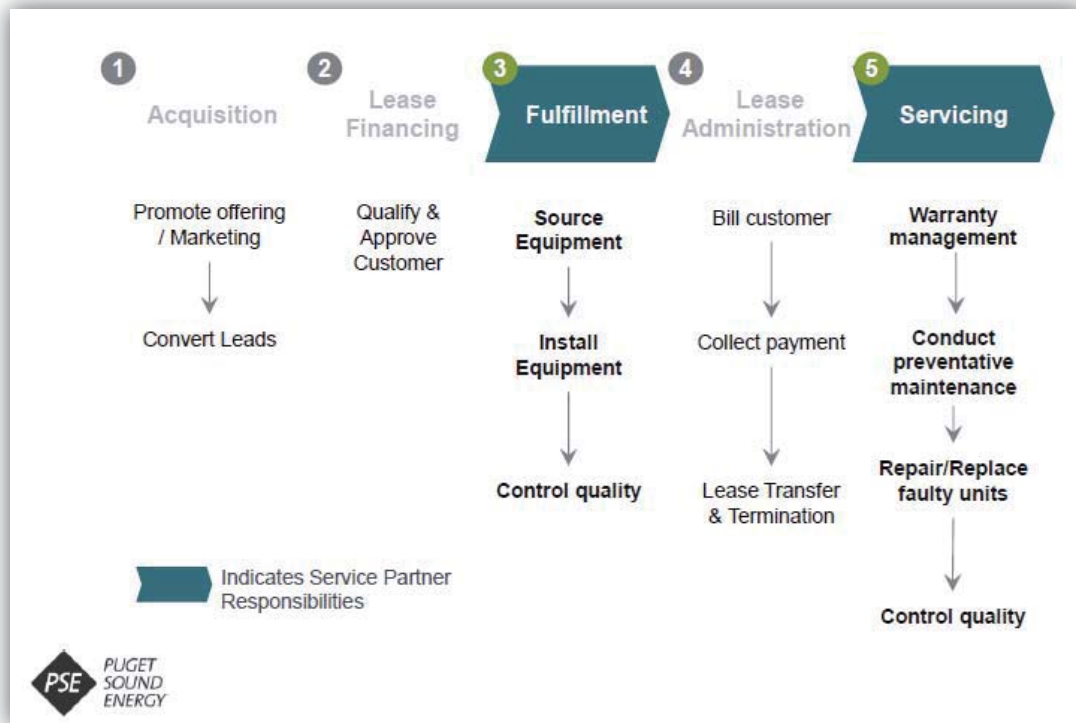 1
Acquisition
Promote offering
/ Marketing
Convert Leads
2
Lease
Financing
Qualify &
Approve
Customer
3
Fulfillment
Source
Equipment
Install
Equipment
Control quality
4
Lease
Administration
Bill customer
Collect payment
Lease Transfer
& Termination
5
Servicing
Warranty
management
Conduct
preventative
maintenance
Repair/Replace
faulty units
Control quality
Indicates Service Partner
Responsibilities
PSE
PUGET
SOUND
ENERGY